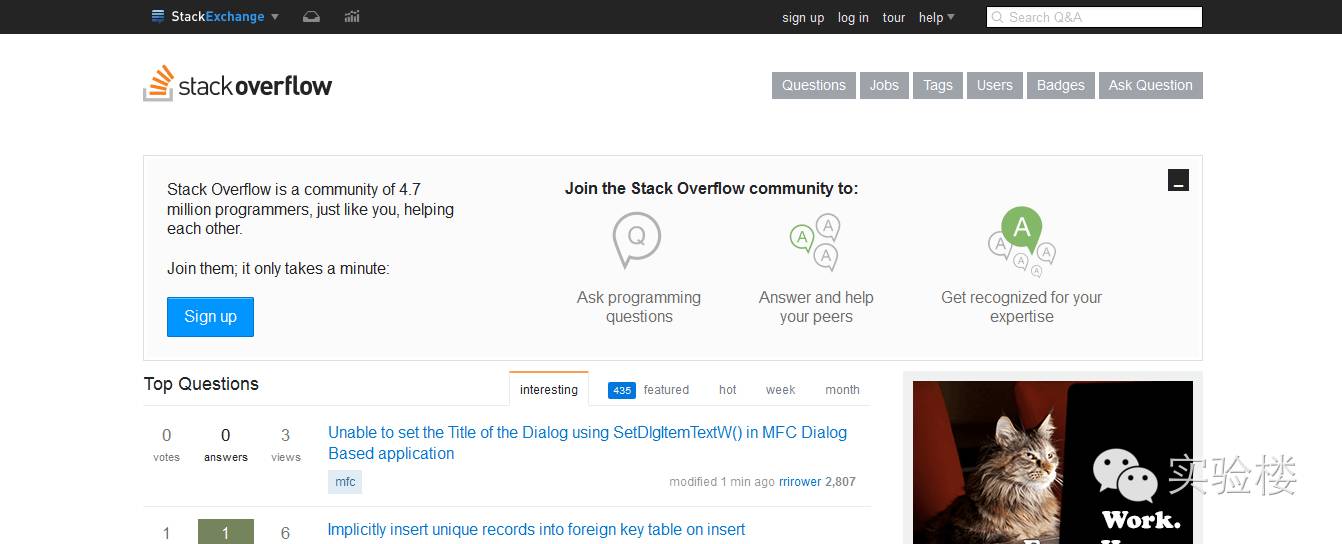 StackExchange
sign up log in tour help
Search Q&A
stackoverflow
Questions Jobs Tags Users Badges Ask Question
Stack Overflow is a community of 4.7
million programmers, just like you, helping
each other.
Join them; it only takes a minute:
Sign up
Join the Stack Overflow community to:
Q
A
A
A
A
A
A
A
A
Ask programming
questions
Answer and help
your peers
Get recognized for your
expertise
Top Questions
interesting 435 featured hot week month
0 0 3
votes answers views
Unable to set the Title of the Dialog using SetDlgItemTextW() in MFC Dialog
Based application
mfc
modified 1 min ago rrirower 2,807
1 1 6
Implicitly insert unique records into foreign key table on insert
Work.
实验楼